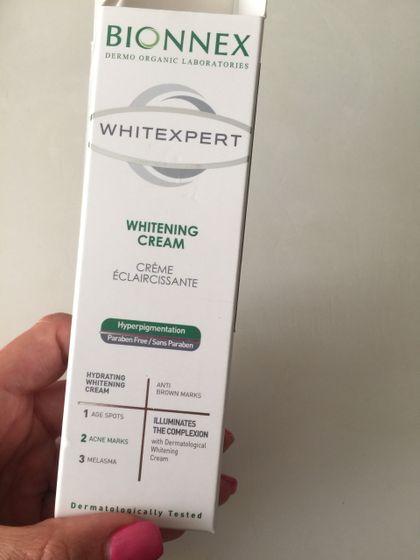 BIONNEX
DERMO ORGANIC LABORATORIES
WHITEXPERT
WHITENING
CREAM
CRÈME
ÉCLAIRCISSANTE
Hyperpigmentation
Paraben Free / Sans Paraben
HYDRATING
WHITENING
CREAM
ANTI
BROWN MARKS
1 AGE SPOTS
2 ACNE MARKS
3 MELASMA
ILLUMINATES
THE COMPLEXION
with Dermatological
Whitening
Cream
Dermatologically Tested